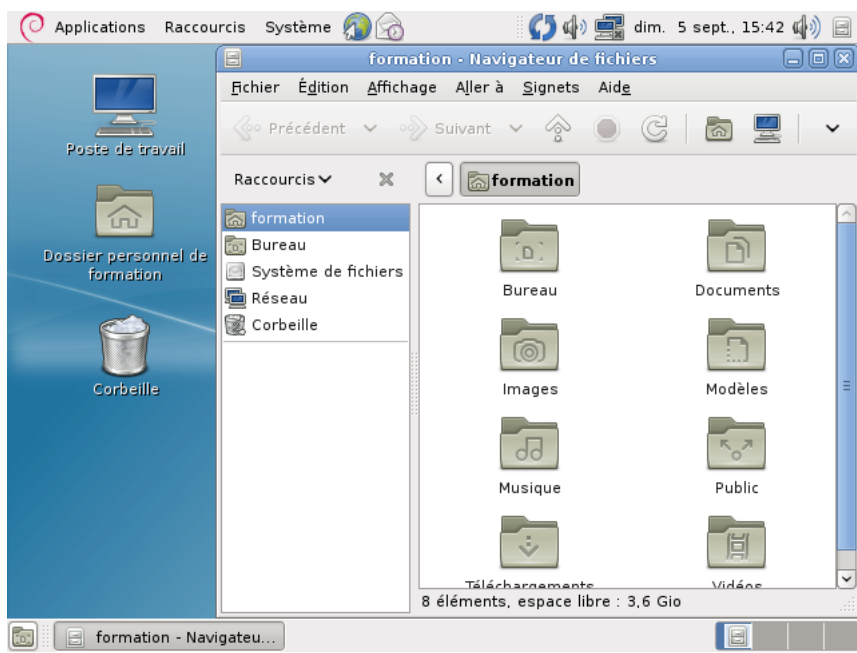 Applications Raccourcis Système dim. 5 sept., 15:42
formation - Navigateur de fichiers
Fichier Édition Affichage Aller à Signets Aide
Précédent Suivant
Raccourcis formation
Poste de travail
Dossier personnel de
formation
Corbeille
formation
Bureau
Système de fichiers
Réseau
Corbeille
Bureau Documents
Images Modèles
Musique Public
Téléchargements Vidéos
8 éléments, espace libre : 3,6 Gio
formation - Navigateu...